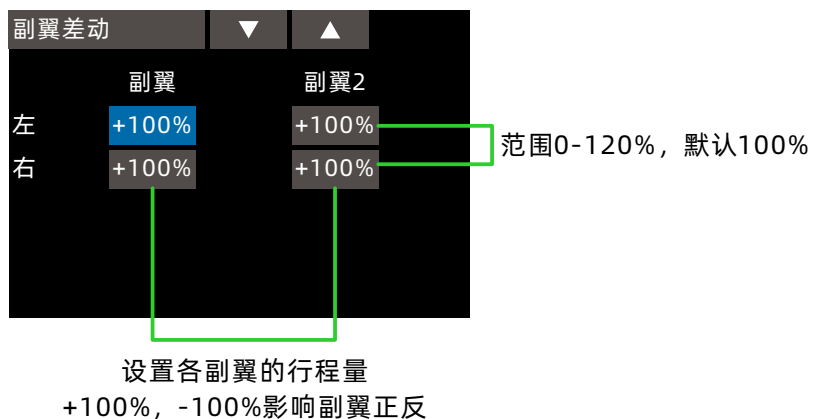 副翼差动 ▼ ▲
副翼 副翼2
左 +100% +100%
右 +100% +100%
范围0-120%，默认100%
设置各副翼的行程量
+100%，-100%影响副翼正反